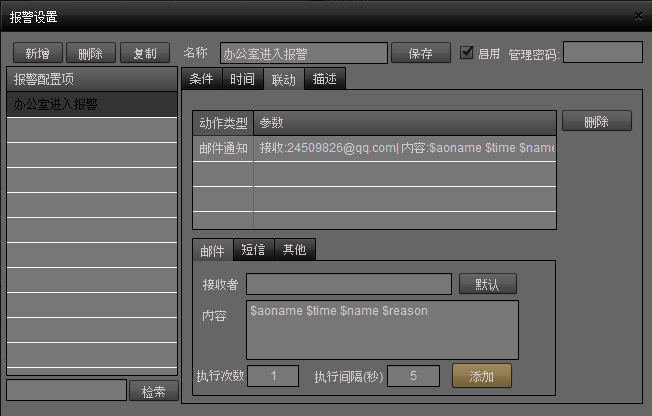 报警设置
新增 删除 复制 名称 办公室进入报警 保存 启用 管理密码:
报警配置项 条件 时间 联动 描述
办公室进入报警
动作类型 参数 删除
邮件通知 接收:24509826@qq.com|内容:$aoname $time $name
邮件 短信 其他
接收者 默认
内容 $aoname $time $name $reason
执行次数 1 执行间隔(秒) 5 添加
检索